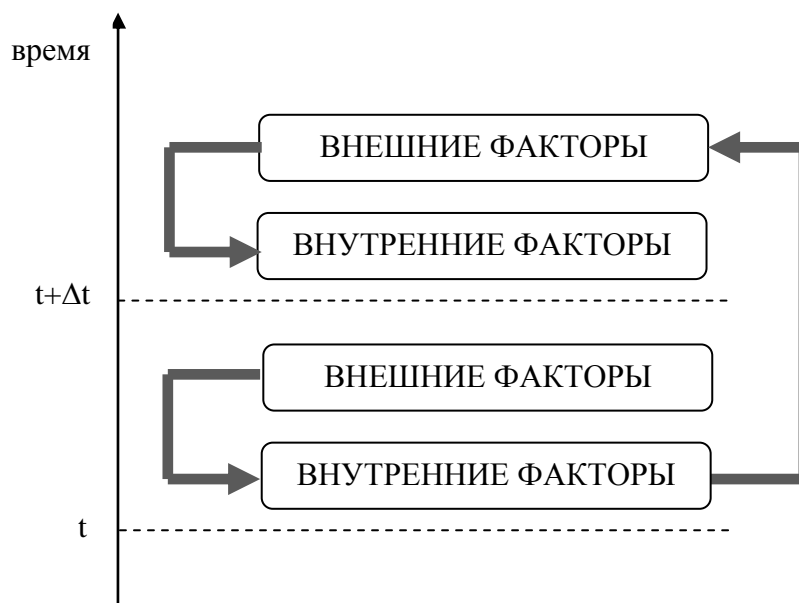 время
ВНЕШНИЕ ФАКТОРЫ
ВНУТРЕННИЕ ФАКТОРЫ
t+Δt
ВНЕШНИЕ ФАКТОРЫ
ВНУТРЕННИЕ ФАКТОРЫ
t